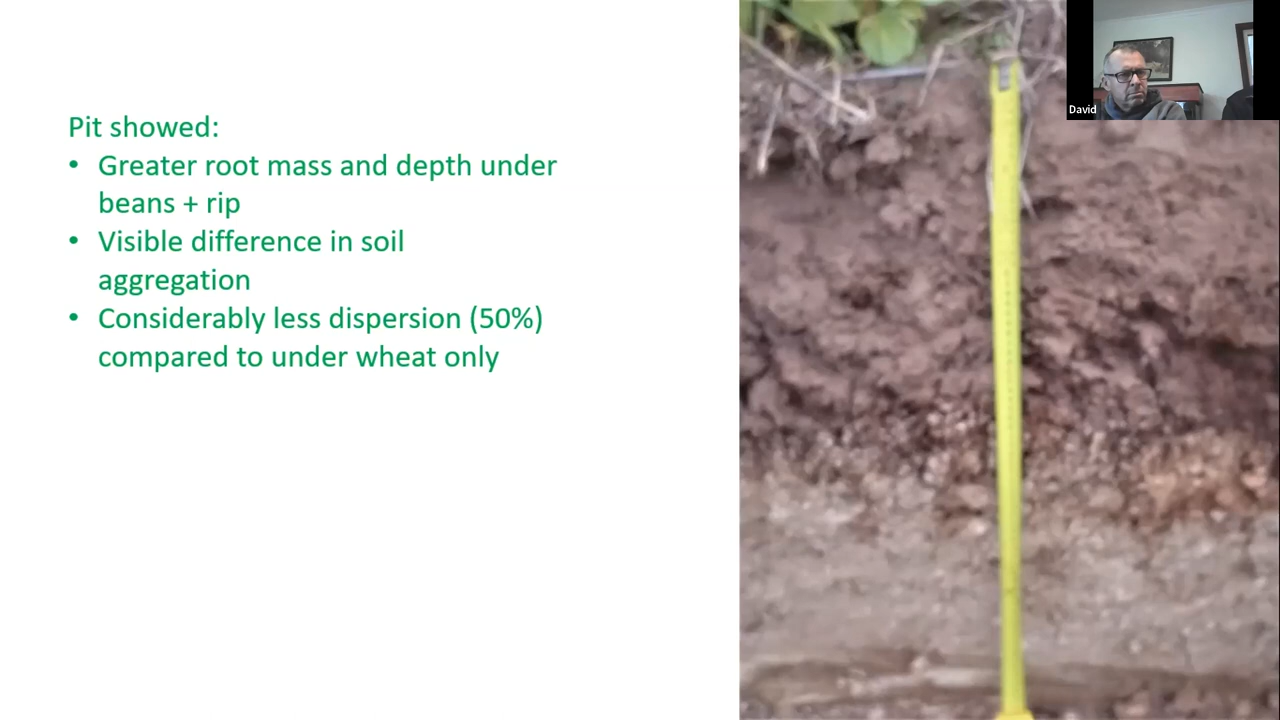 Pit showed:
• Greater root mass and depth under
beans + rip
• Visible difference in soil
aggregation
• Considerably less dispersion (50%)
compared to under wheat only
David